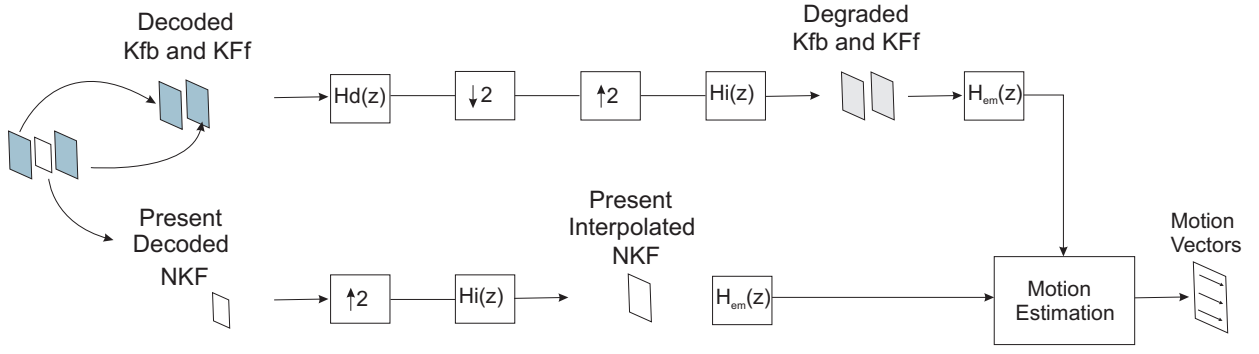 Decoded
Kfb and KFf
Degraded
Kfb and KFf
Hd(z)
↓2
↑2
Hi(z)
Hem(z)
Present
Decoded
NKF
Present
Interpolated
NKF
↑2
Hi(z)
Hem(z)
Motion
Estimation
Motion
Vectors